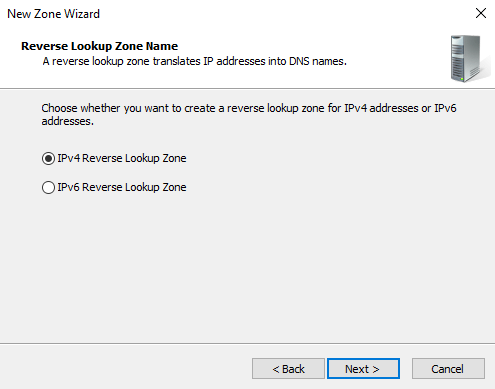 New Zone Wizard
Reverse Lookup Zone Name
A reverse lookup zone translates IP addresses into DNS names.
Choose whether you want to create a reverse lookup zone for IPv4 addresses or IPv6
addresses.
IPv4 Reverse Lookup Zone
IPv6 Reverse Lookup Zone
< Back Next > Cancel